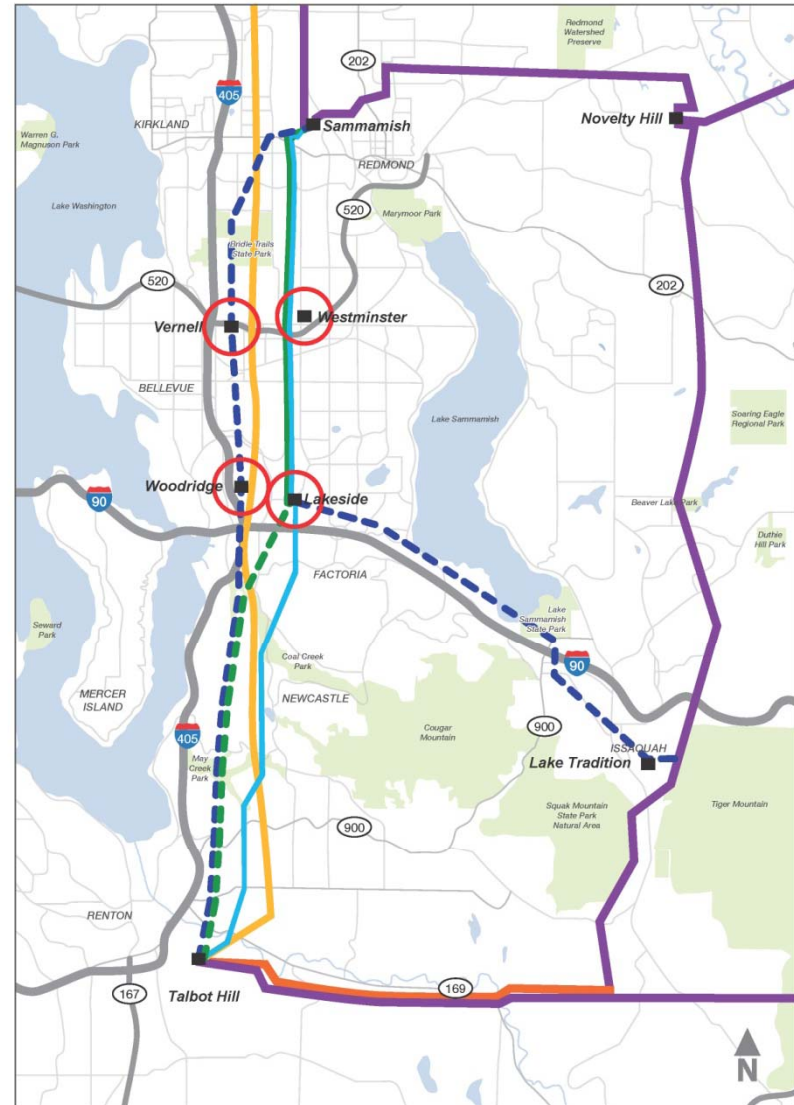 Redmond
Watershed
Preserve
202
405
KIRKLAND
Sammamish
Novelty Hill
Warren G.
Magnuson Park
REDMOND
Lake Washington
520
Marymoor Park
Bridle Trails
State Park
520
202
Vernell
Westminster
BELLEVUE
Lake Sammamish
Soaring Eagle
Regional Park
Woodridge
Lakeside
90
Beaver Lake Park
Duthie
Hill Park
FACTORIA
Lake
Sammamish
State Park
Seward
Park
Coal Creek
Park
90
MERCER
ISLAND
NEWCASTLE
Cougar
Mountain
405
900
ISSAQUAH
May
Creek
Park
Lake Tradition
Squak Mountain
State Park
Natural Area
Tiger Mountain
900
RENTON
167
Talbot Hill
169
N